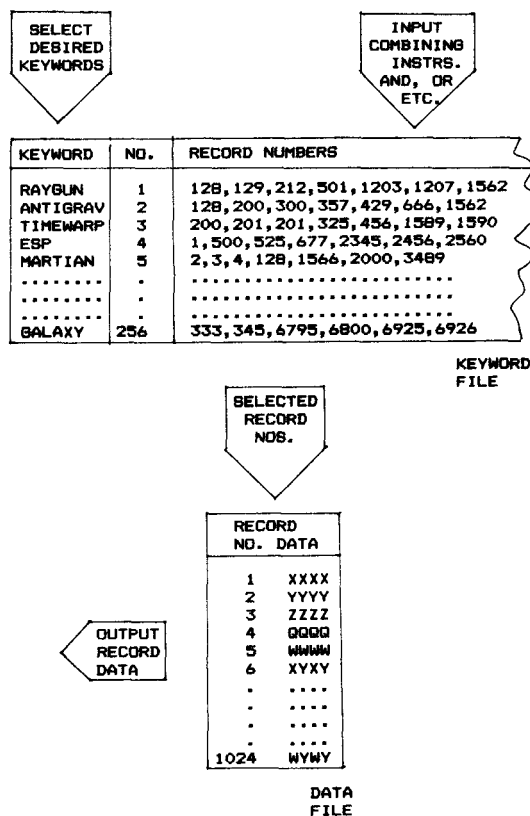 SELECT
DESIRED
KEYWORDS
INPUT
COMBINING
INSTRS.
AND, OR
ETC.
KEYWORD NO. RECORD NUMBERS
RAYGUN 1 128,129,212,501,1203,1207,1562
ANTIGRAV 2 128,200,300,357,429,666,1562
TIMEWARP 3 200,201,201,325,456,1589,1590
ESP 4 1,500,525,677,2345,2456,2560
MARTIAN 5 2,3,4,128,1566,2000,3489
........ . ...........................
........ . ...........................
........ . ...........................
GALAXY 256 333,345,6795,6800,6925,6926
KEYWORD
FILE
SELECTED
RECORD
NOS.
RECORD
NO. DATA
1 XXXX
2 YYYY
3 ZZZZ
4 QQQQ
5 WWWW
6 XYXY
. ....
. ....
. ....
. ....
1024 WYWY
OUTPUT
RECORD
DATA
DATA
FILE